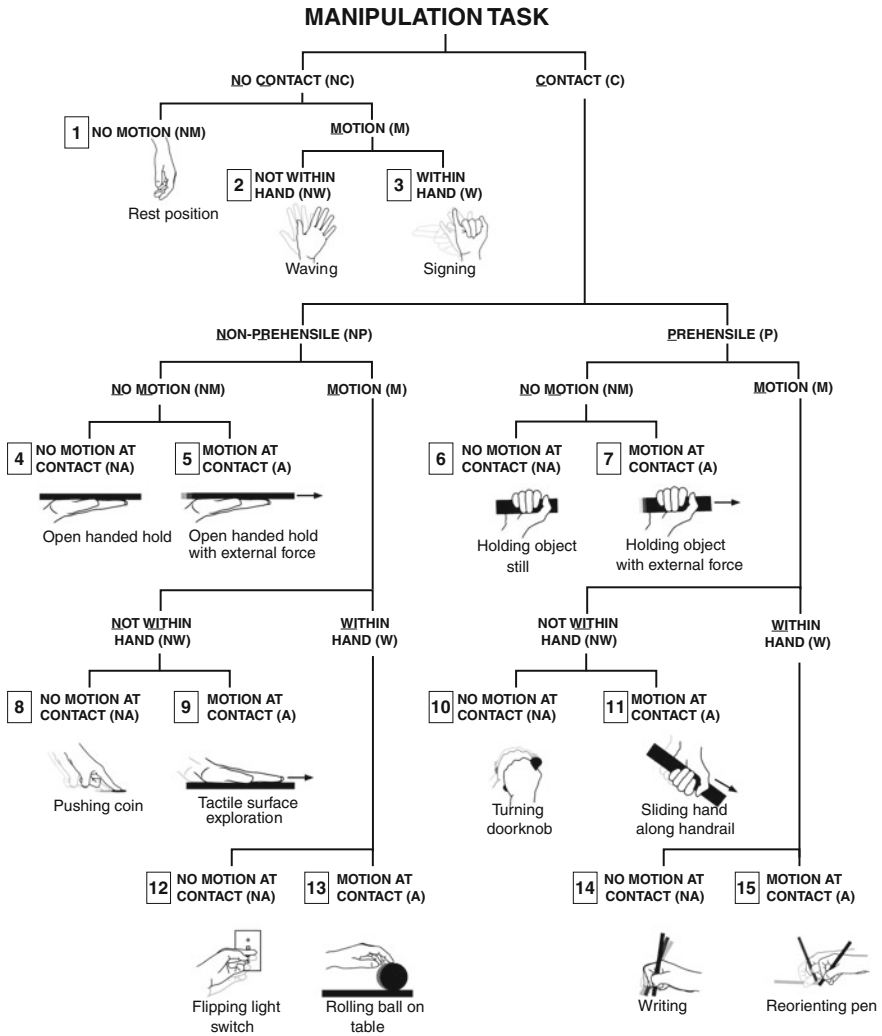 MANIPULATION TASK
NO CONTACT (NC)
CONTACT (C)
1 NO MOTION (NM)
Rest position
MOTION (M)
2 NOT WITHIN
HAND (NW)
Waving
3 WITHIN
HAND (W)
Signing
NON-PREHENSILE (NP)
PREHENSILE (P)
NO MOTION (NM)
MOTION (M)
NO MOTION (NM)
MOTION (M)
4 NO MOTION AT
CONTACT (NA)
Open handed hold
5 MOTION AT
CONTACT (A)
Open handed hold
with external force
6 NO MOTION AT
CONTACT (NA)
Holding object
still
7 MOTION AT
CONTACT (A)
Holding object
with external force
NOT WITHIN
HAND (NW)
WITHIN
HAND (W)
NOT WITHIN
HAND (NW)
WITHIN
HAND (W)
8 NO MOTION AT
CONTACT (NA)
Pushing coin
9 MOTION AT
CONTACT (A)
Tactile surface
exploration
10 NO MOTION AT
CONTACT (NA)
Turning
doorknob
11 MOTION AT
CONTACT (A)
Sliding hand
along handrail
12 NO MOTION AT
CONTACT (NA)
Flipping light
switch
13 MOTION AT
CONTACT (A)
Rolling ball on
table
14 NO MOTION AT
CONTACT (NA)
Writing
15 MOTION AT
CONTACT (A)
Reorienting pen